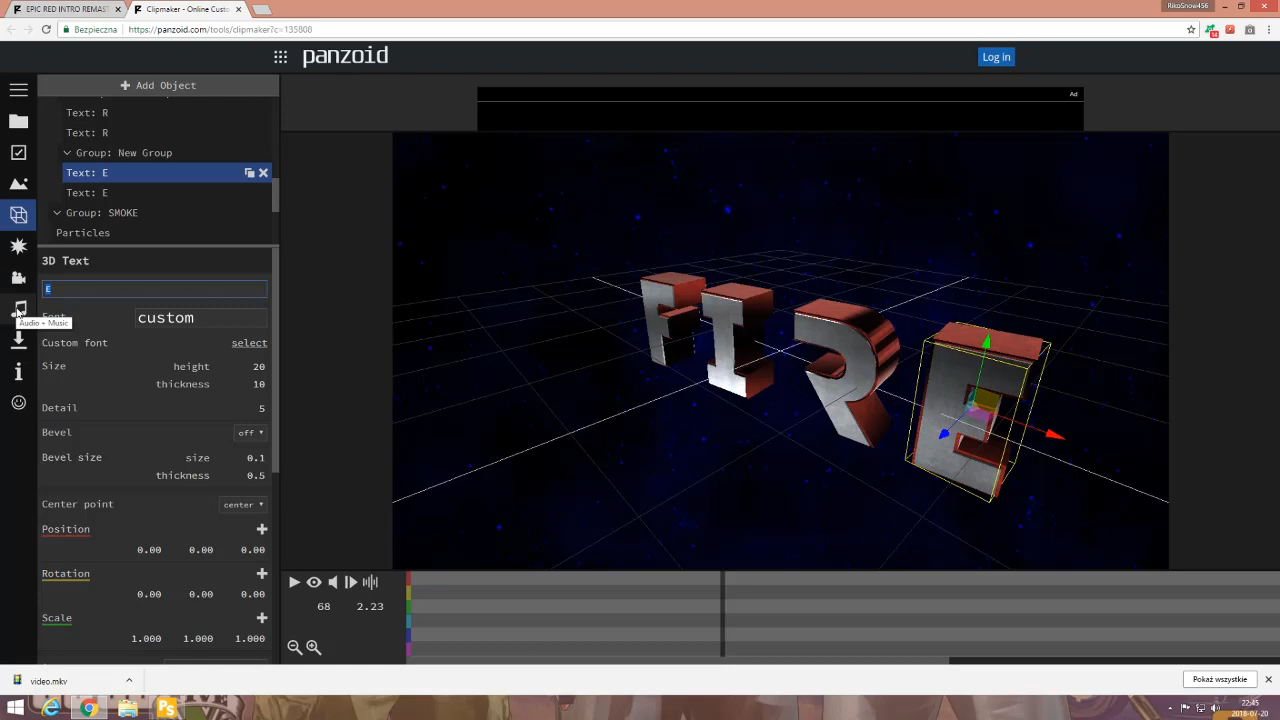 EPIC RED INTRO REMAST
Clipmaker - Online Custo
RikoSnow456
Bezpieczna
https://panzoid.com/tools/clipmaker?c=135808
14
panzoid
Log in
Add Object
Ad
Text: R
Text: R
Group: New Group
Text: E
Text: E
Group: SMOKE
Particles
3D Text
E
Font
custom
Audio + Music
Custom font
select
Size
height
20
thickness
10
Detail
5
Bevel
off
Bevel size
size
0.1
thickness
0.5
Center point
center
Position
0.00 0.00 0.00
Rotation
0.00 0.00 0.00
Scale
1.000 1.000 1.000
FIRE
68
2.23
video.mkv
Pokaż wszystkie
22:45
2018-07-20